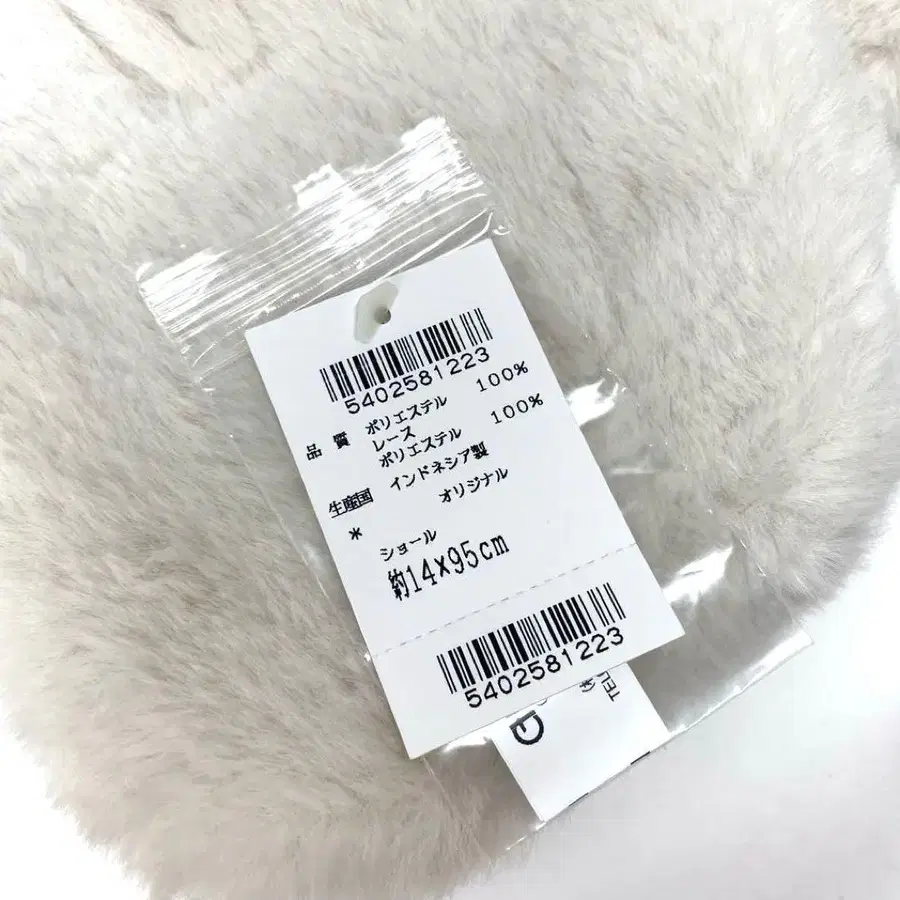 5402581223
品質 ポリエステル 100%
レース
ポリエステル 100%
生産国 インドネシア製
* オリジナル
ショール
約14×95cm
5402581223
TEL